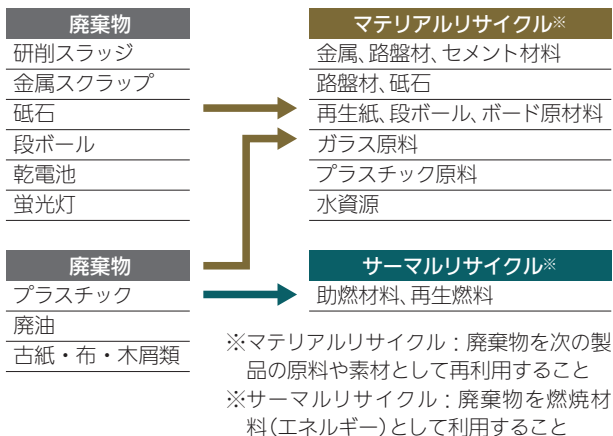 廃棄物
研削スラッジ
金属スクラップ
砥石
段ボール
乾電池
蛍光灯
マテリアルリサイクル※
金属、路盤材、セメント材料
路盤材、砥石
再生紙、段ボール、ボード原材料
ガラス原料
プラスチック原料
水資源
廃棄物
プラスチック
廃油
古紙・布・木屑類
サーマルリサイクル※
助燃材料、再生燃料
※マテリアルリサイクル：廃棄物を次の製
品の原料や素材として再利用すること
※サーマルリサイクル：廃棄物を燃焼材
料（エネルギー）として利用すること